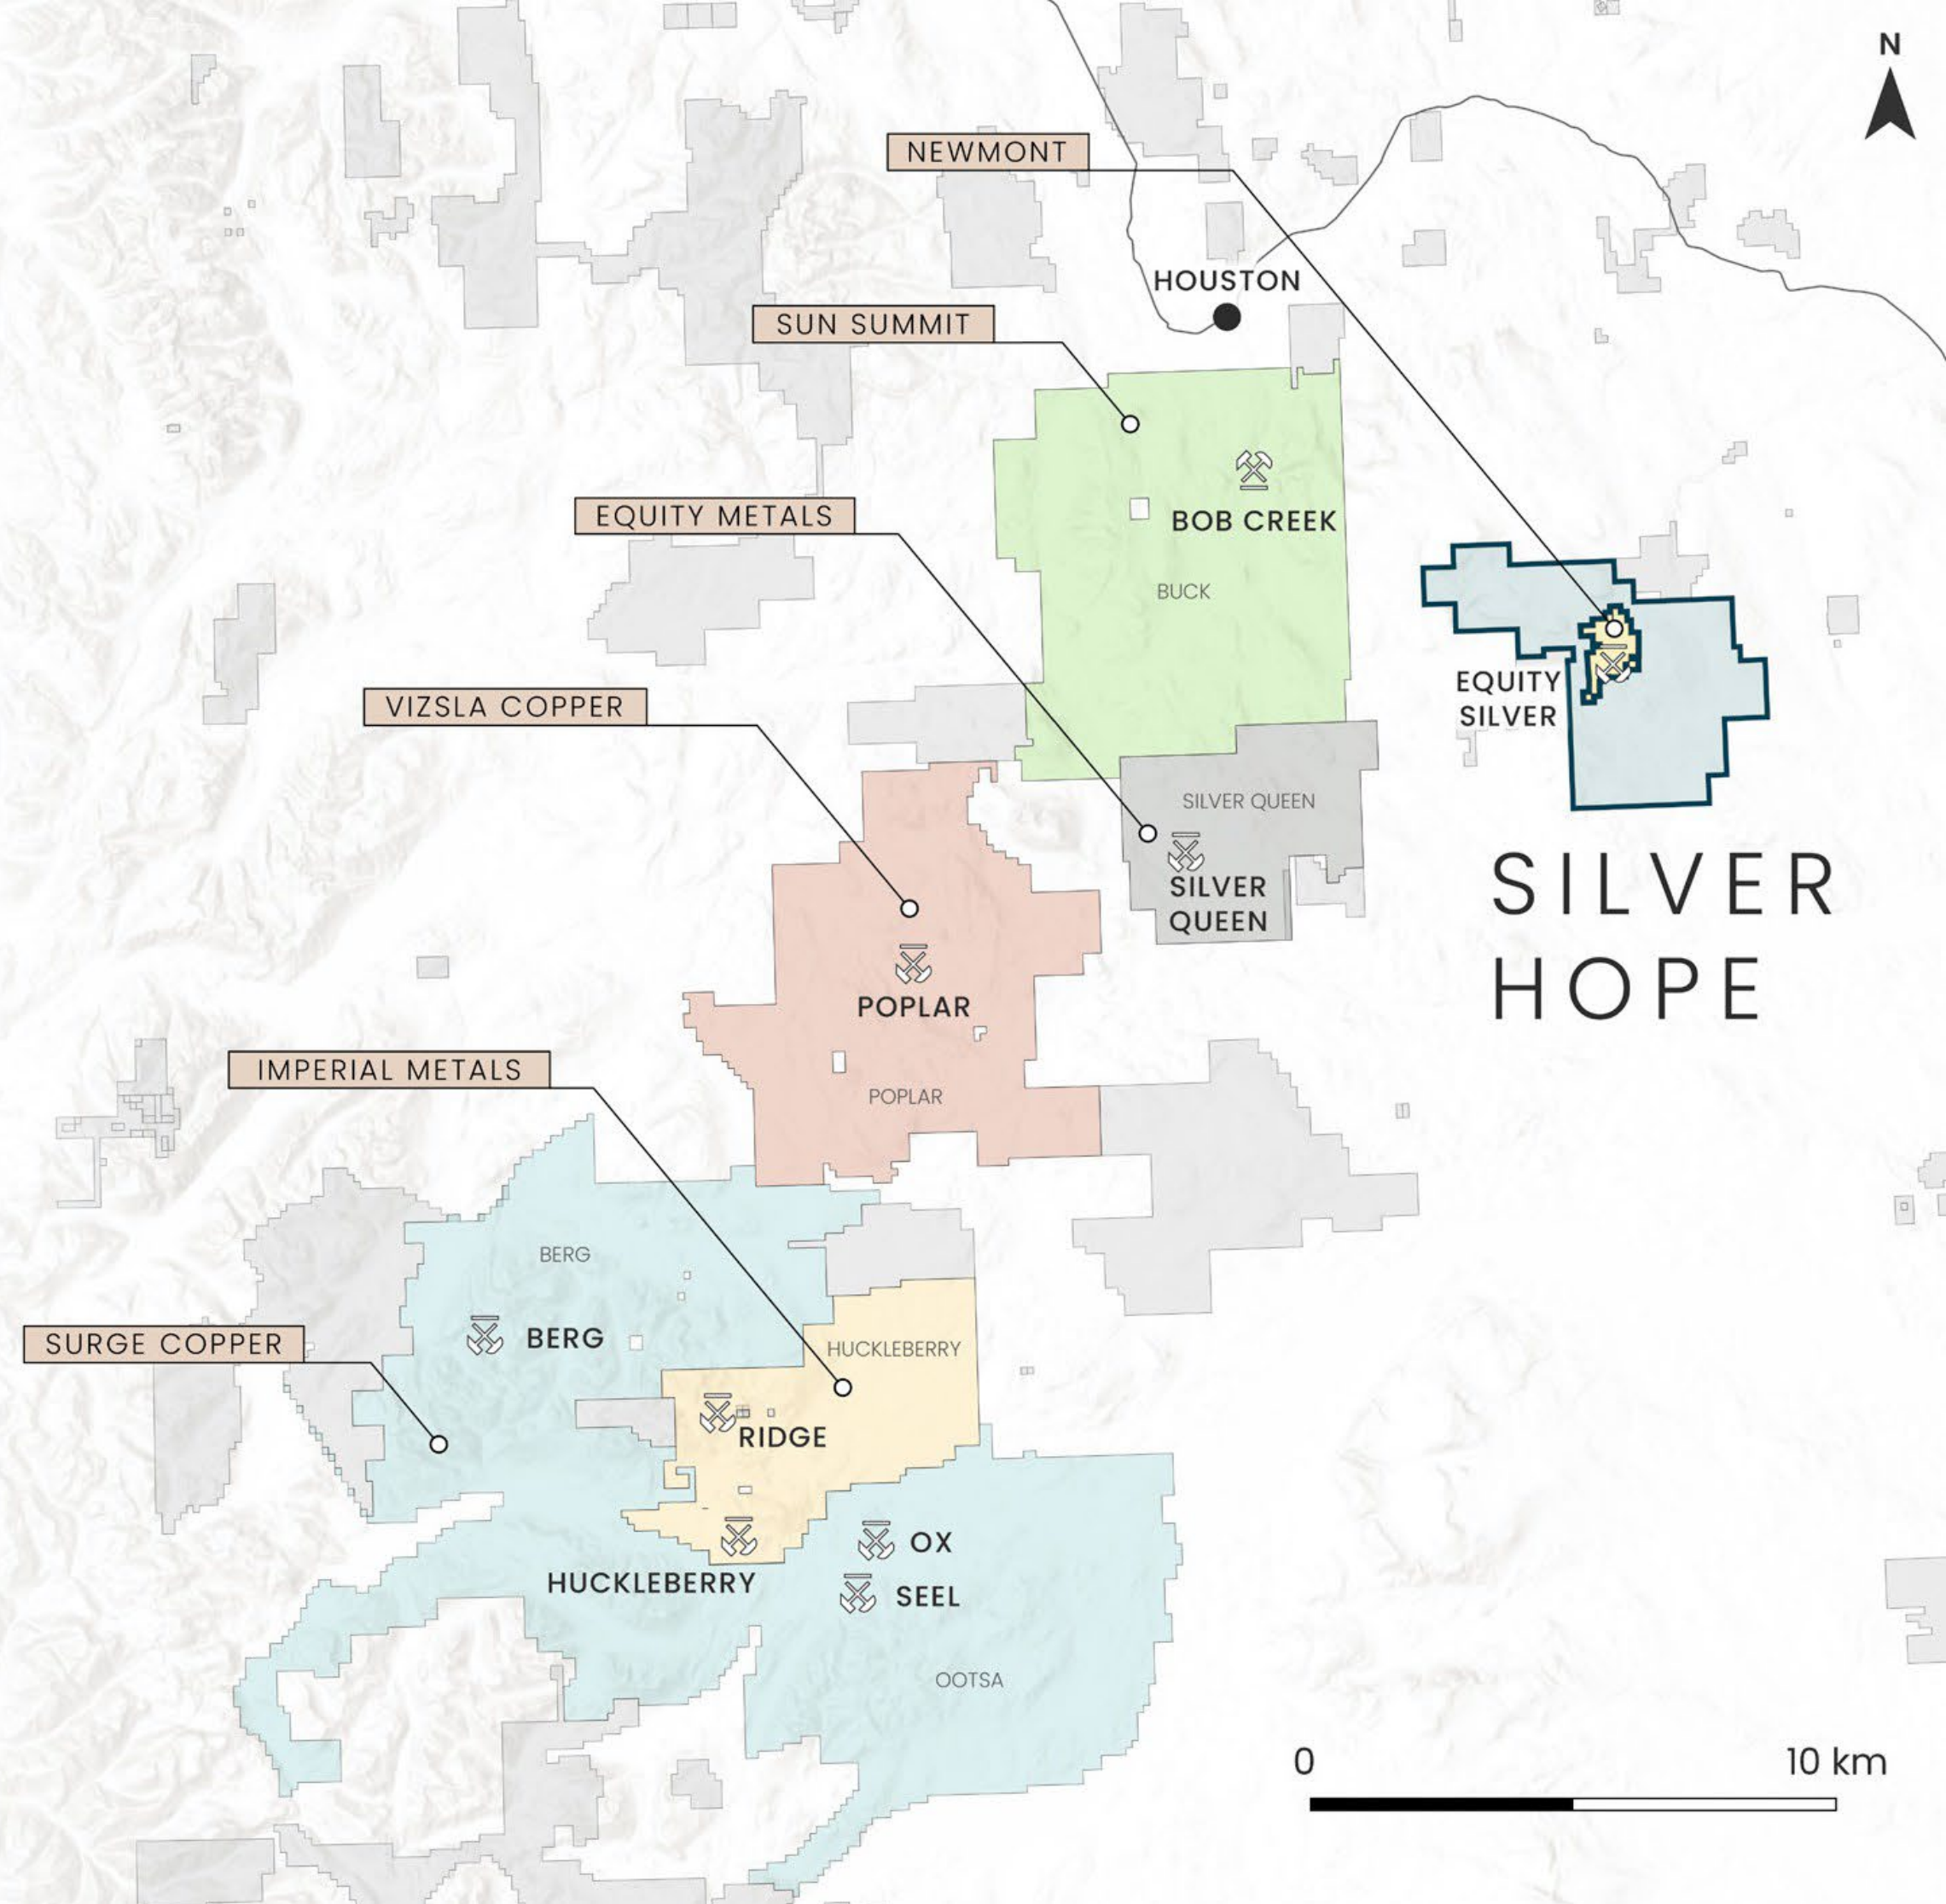 N
NEWMONT
HOUSTON
SUN SUMMIT
EQUITY METALS
BOB CREEK
BUCK
EQUITY
SILVER
VIZSLA COPPER
SILVER QUEEN
SILVER
QUEEN
SILVER
HOPE
POPLAR
IMPERIAL METALS
POPLAR
BERG
SURGE COPPER
BERG
HUCKLEBERRY
RIDGE
OX
HUCKLEBERRY
SEEL
OOTSA
0
10 km